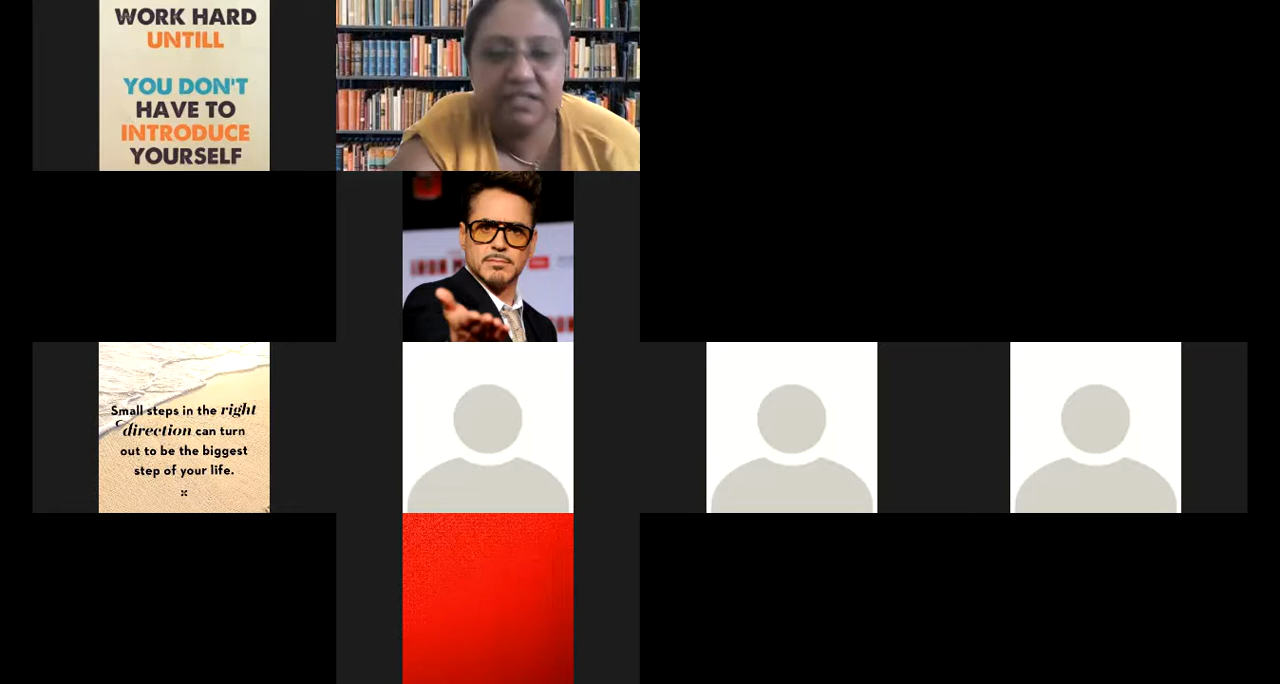 WORK HARD
UNTILL
YOU DON'T
HAVE TO
INTRODUCE
YOURSELF
IRON M
Small steps in the right
direction can turn
out to be the biggest
step of your life.